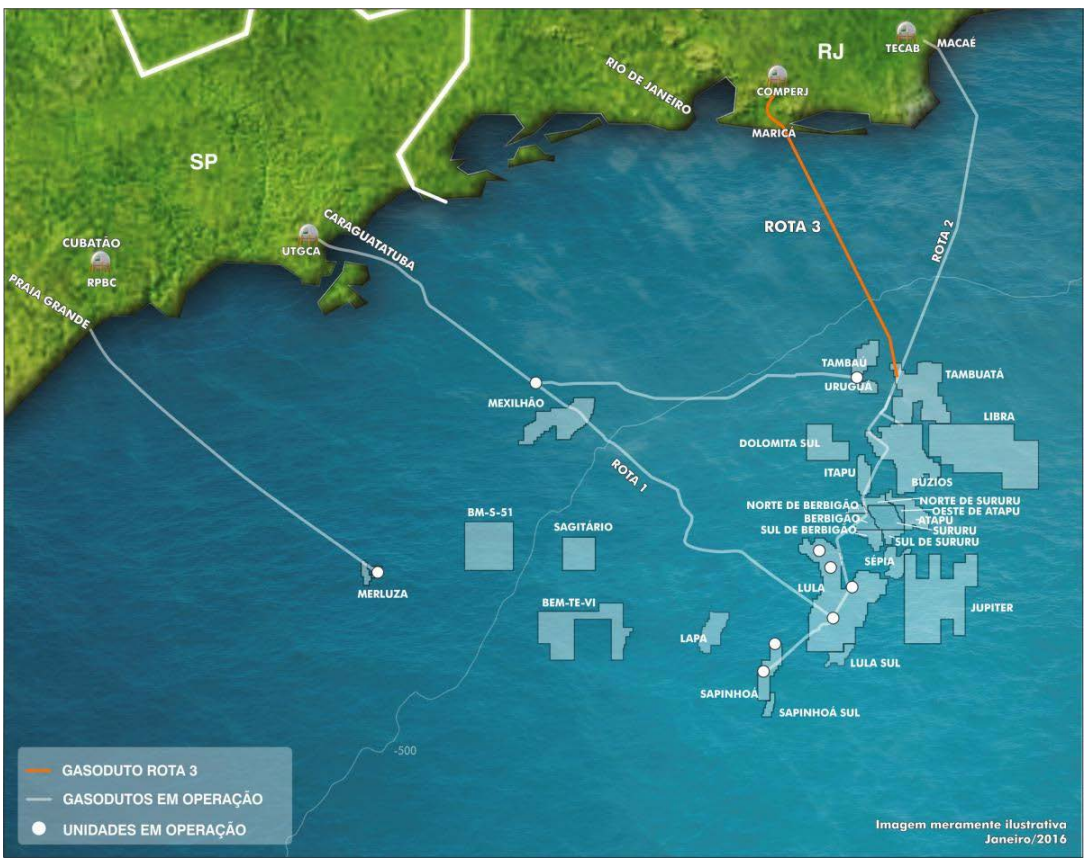 RJ
TECAB
MACAÉ
RIO DE JANEIRO
COMPERJ
MARICÁ
SP
CARAGUATATUBA
UTGCA
CUBATÃO
RPBC
PRAIA GRANDE
ROTA 3
ROTA 2
TAMBAÚ
URUGUÁ
TAMBUATÁ
MEXILHÃO
LIBRA
DOLOMITA SUL
ITAPU
BÚZIOS
ROTA 1
NORTE DE BERBIGÃO
NORTE DE SURURU
OESTE DE ATAPU
BERBIGÃO
ATAPU
SUL DE BERBIGÃO
SURURU
SUL DE SURURU
BM-S-51
SAGITÁRIO
SÉPIA
MERLUZA
LULA
BEM-TE-VI
JUPITER
LAPA
LULA SUL
SAPINHOÁ
SAPINHOÁ SUL
-500
GASODUTO ROTA 3
GASODUTOS EM OPERAÇÃO
UNIDADES EM OPERAÇÃO
Imagem meramente ilustrativa
Janeiro/2016